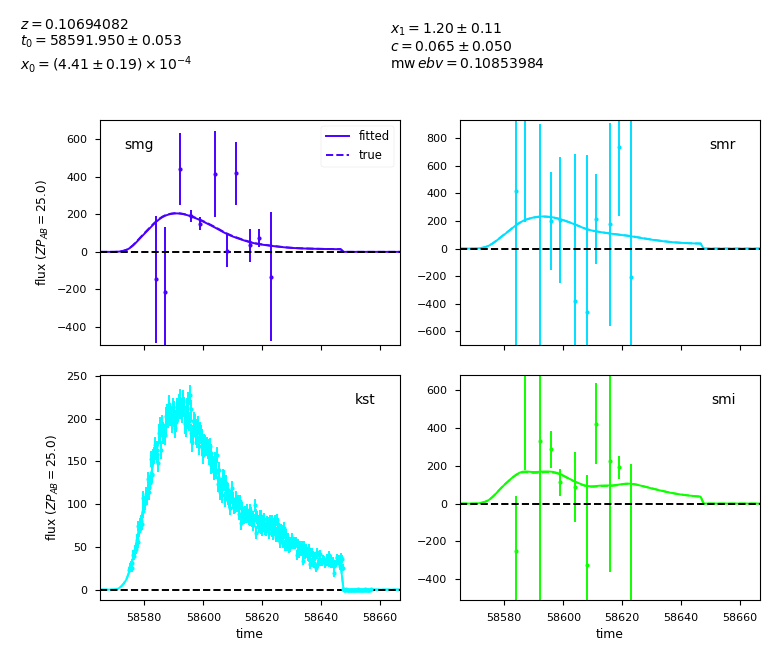 z = 0.10694082
t₀ = 58591.950 ± 0.053
x₀ = (4.41 ± 0.19) × 10⁻⁴
x₁ = 1.20 ± 0.11
c = 0.065 ± 0.050
mw ebv = 0.10853984
smg
fitted
true
600
400
200
0
−200
−400
flux (ZP_AB = 25.0)
smr
800
600
400
200
0
−200
−400
−600
kst
250
200
150
100
50
0
flux (ZP_AB = 25.0)
58580 58600 58620 58640 58660
time
smi
600
400
200
0
−200
−400
58580 58600 58620 58640 58660
time